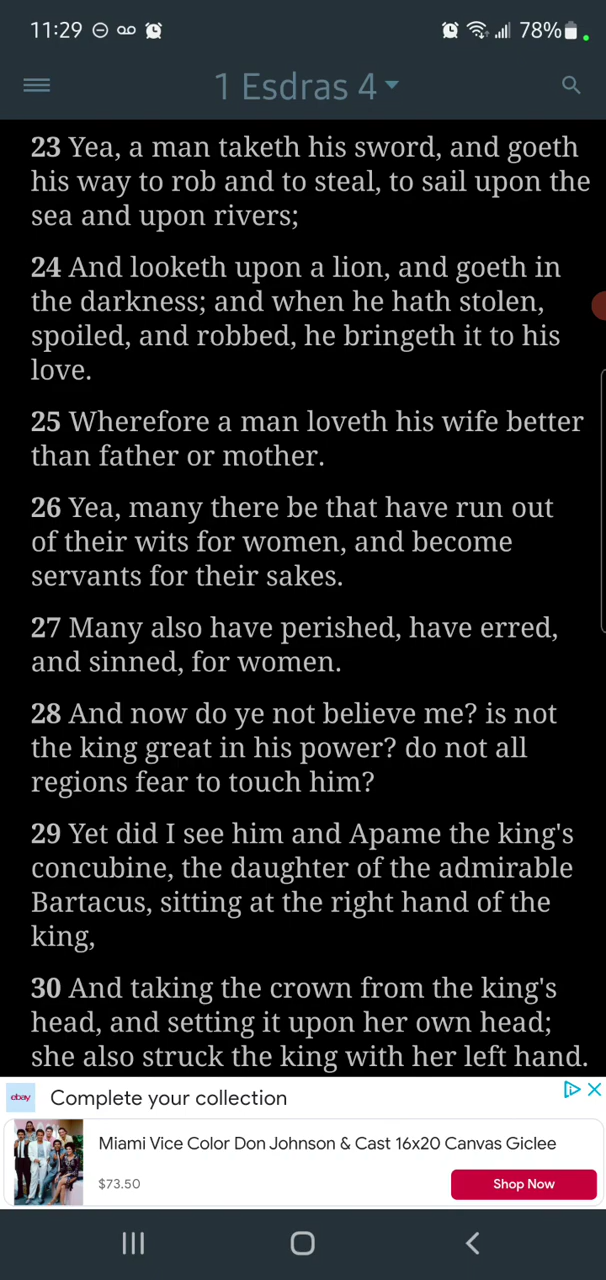 11:29
78%
1 Esdras 4
23 Yea, a man taketh his sword, and goeth
his way to rob and to steal, to sail upon the
sea and upon rivers;
24 And looketh upon a lion, and goeth in
the darkness; and when he hath stolen,
spoiled, and robbed, he bringeth it to his
love.
25 Wherefore a man loveth his wife better
than father or mother.
26 Yea, many there be that have run out
of their wits for women, and become
servants for their sakes.
27 Many also have perished, have erred,
and sinned, for women.
28 And now do ye not believe me? is not
the king great in his power? do not all
regions fear to touch him?
29 Yet did I see him and Apame the king's
concubine, the daughter of the admirable
Bartacus, sitting at the right hand of the
king,
30 And taking the crown from the king's
head, and setting it upon her own head;
she also struck the king with her left hand.
ebay
Complete your collection
Miami Vice Color Don Johnson & Cast 16x20 Canvas Giclee
$73.50
Shop Now